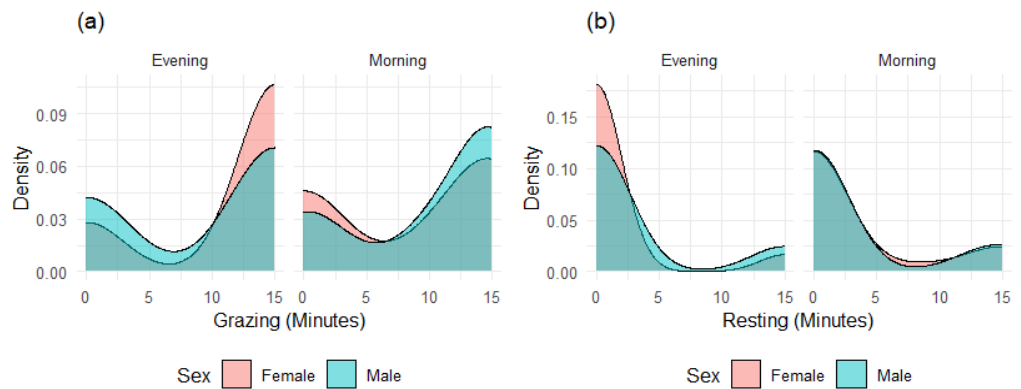 (a)
Evening
Morning
Density
0.09
0.06
0.03
0.00
0 5 10 15
0 5 10 15
Grazing (Minutes)
Sex Female Male
(b)
Evening
Morning
Density
0.15
0.10
0.05
0.00
0 5 10 15
0 5 10 15
Resting (Minutes)
Sex Female Male